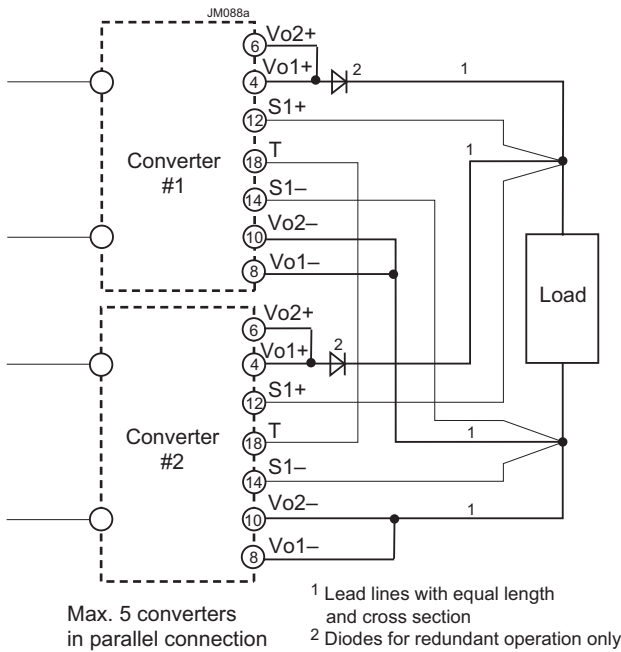 JM088a
6 Vo2+
4 Vo1+ 2 1
12 S1+
1
18 T
14 S1–
10 Vo2–
8 Vo1–
Converter
#1
Load
6 Vo2+
4 Vo1+ 2
12 S1+
18 T 1
14 S1–
10 Vo2– 1
8 Vo1–
Converter
#2
Max. 5 converters
in parallel connection
1 Lead lines with equal length
and cross section
2 Diodes for redundant operation only